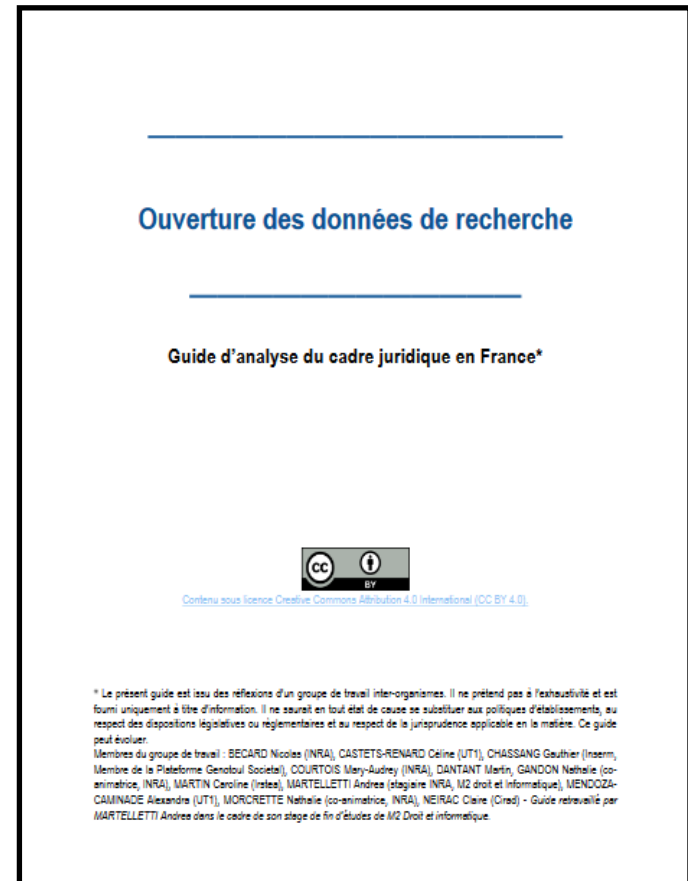 Ouverture des données de recherche
Guide d'analyse du cadre juridique en France*
CC
BY
Contenu sous licence Creative Commons Attribution 4.0 International (CC BY 4.0).
* Le présent guide est issu des réflexions d'un groupe de travail inter-organismes. Il ne prétend pas à l'exhaustivité et est
fourni uniquement à titre d'information. Il ne saurait en tout état de cause se substituer aux politiques d'établissements, au
respect des dispositions législatives ou règlementaires et au respect de la jurisprudence applicable en la matière. Ce guide
peut évoluer.
Membres du groupe de travail : BECARD Nicolas (INRA), CASTETS-RENARD Céline (UT1), CHASSANG Gauthier (Inserm,
Membre de la Plateforme Genotoul Societal), COURTOIS Mary-Audrey (INRA), DANTANT Martin, GANDON Nathalie (co-
animatrice, INRA), MARTIN Caroline (Irstea), MARTELLETTI Andrea (stagiaire INRA, M2 droit et Informatique), MENDOZA-
CAMINADE Alexandra (UT1), MORCRETTE Nathalie (co-animatrice, INRA), NEIRAC Claire (Cirad) - Guide retravaillé par
MARTELLETTI Andrea dans le cadre de son stage de fin d'études de M2 Droit et informatique.